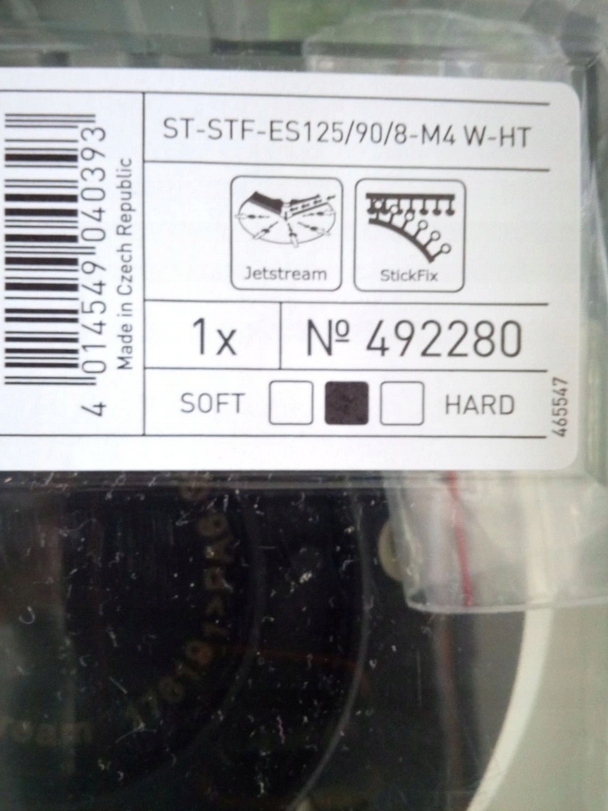 ST-STF-ES125/90/8-M4 W-HT
Jetstream
StickFix
1x
Nº 492280
SOFT
HARD
465547
4 014549 040393
Made in Czech Republic